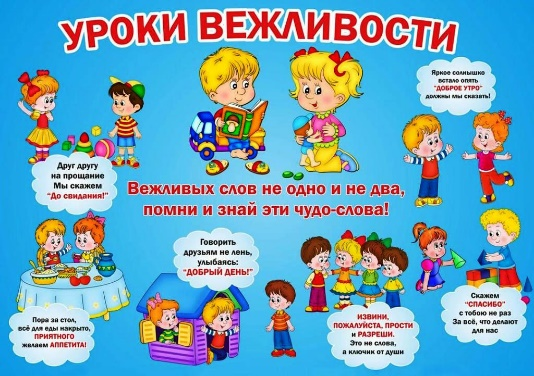 УРОКИ ВЕЖЛИВОСТИ
Яркое солнышко
встало опять
"ДОБРОЕ УТРО"
должны мы сказать!
Друг другу
на прощание
Мы скажем
"До свидания!"
Вежливых слов не одно и не два,
помни и знай эти чудо-слова!
Говорить
друзьям не лень,
улыбаясь:
"ДОБРЫЙ ДЕНЬ!"
Пора за стол,
всё для еды накрыто,
ПРИЯТНОГО
желаем АППЕТИТА!
ИЗВИНИ,
ПОЖАЛУЙСТА, ПРОСТИ
и РАЗРЕШИ.
Это не слова,
а ключик от души
Скажем
"СПАСИБО"
с тобою не раз
За всё, что делают
для нас